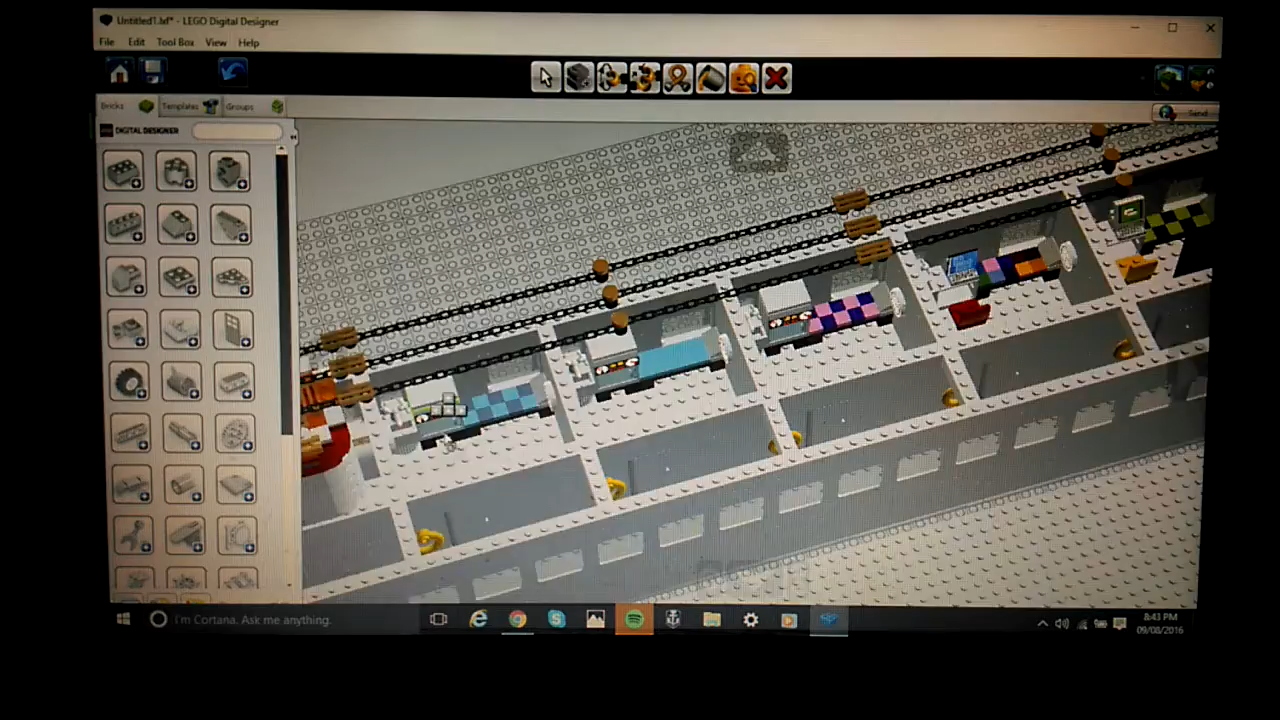 Untitled1.lxf* - LEGO Digital Designer
File Edit Tool Box View Help
Bricks Templates Groups
Send
DIGITAL DESIGNER
I'm Cortana. Ask me anything.
8:43 PM
09/08/2016